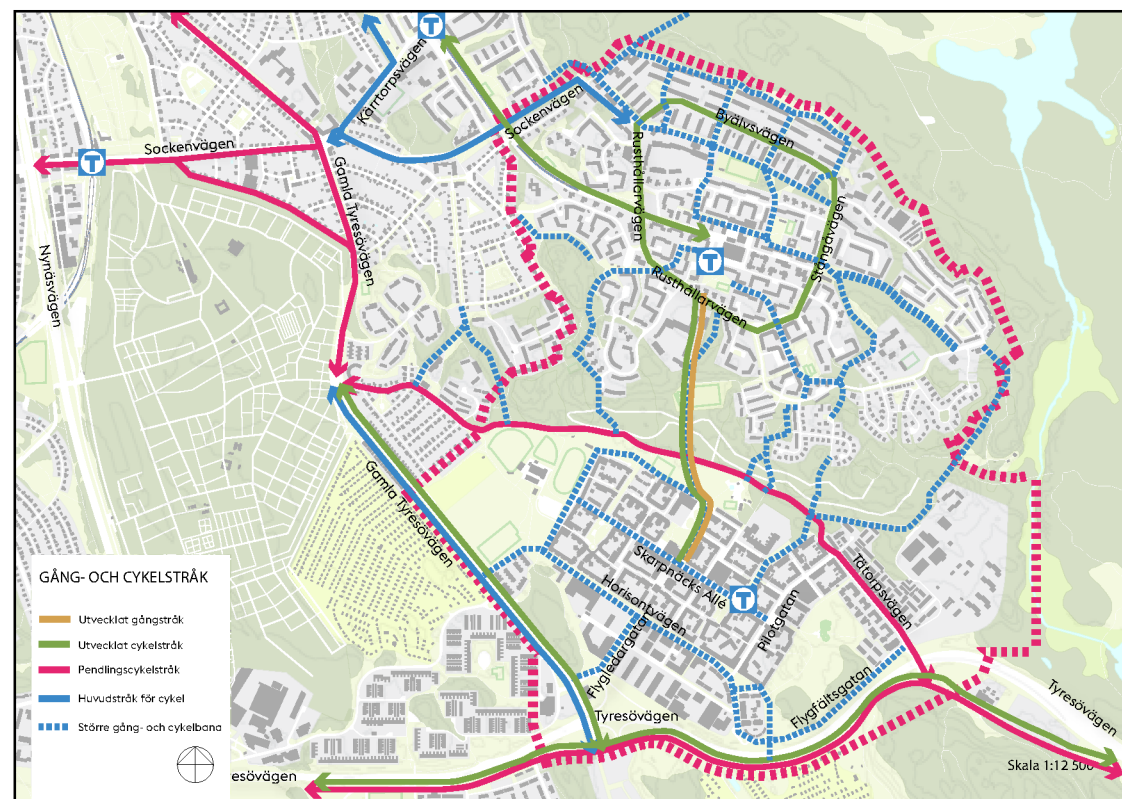 T
Kärrtorpsvägen
Sockenvägen
Byälvsvägen
Sockenvägen
T
Rusthållarvägen
Gamla Tyresövägen
Stångåvägen
T
Nynäsvägen
Rusthållarvägen
Gamla Tyresövägen
Skarpnäcks Allé
Tätorpsvägen
Horisontvägen
T
Pilotgatan
Flygledargatan
Flygfältsgatan
Tyresövägen
Tyresövägen
GÅNG- OCH CYKELSTRÅK
Utvecklat gångstråk
Utvecklat cykelstråk
Pendlingscykelstråk
Huvudstråk för cykel
Större gång- och cykelbana
esövägen
Skala 1:12 500